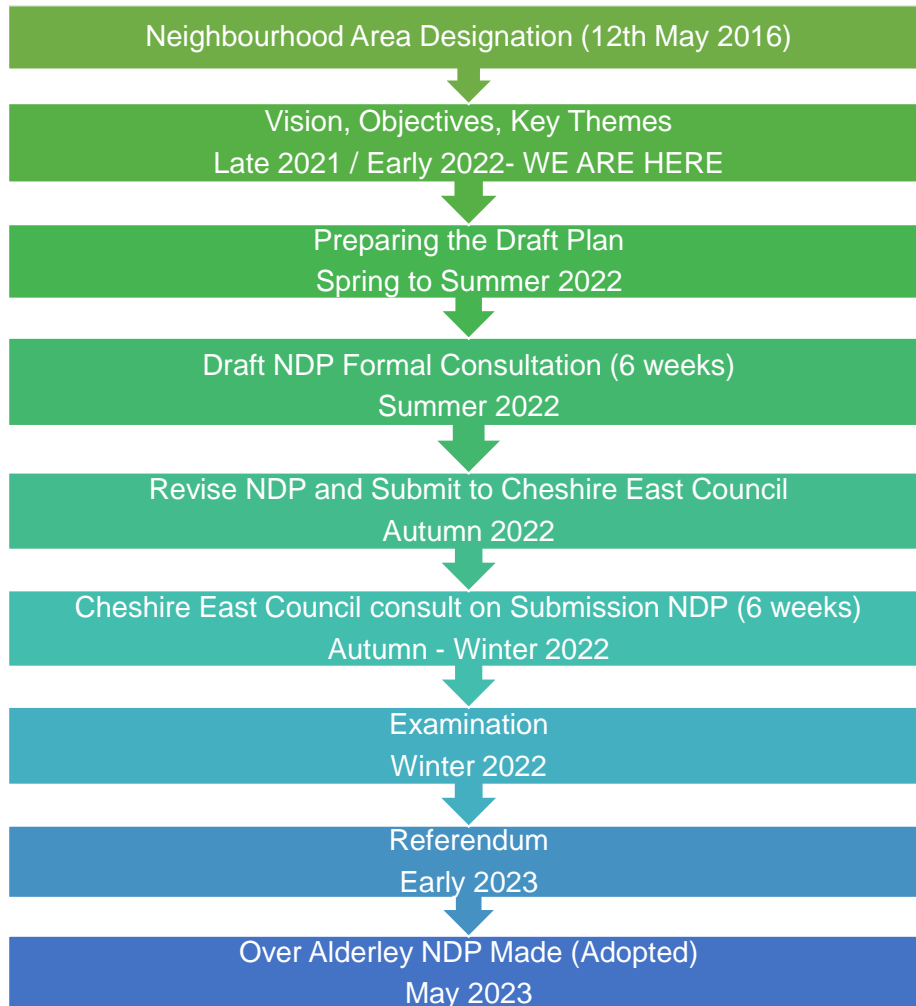 Neighbourhood Area Designation (12th May 2016)
Vision, Objectives, Key Themes
Late 2021 / Early 2022- WE ARE HERE
Preparing the Draft Plan
Spring to Summer 2022
Draft NDP Formal Consultation (6 weeks)
Summer 2022
Revise NDP and Submit to Cheshire East Council
Autumn 2022
Cheshire East Council consult on Submission NDP (6 weeks)
Autumn - Winter 2022
Examination
Winter 2022
Referendum
Early 2023
Over Alderley NDP Made (Adopted)
May 2023